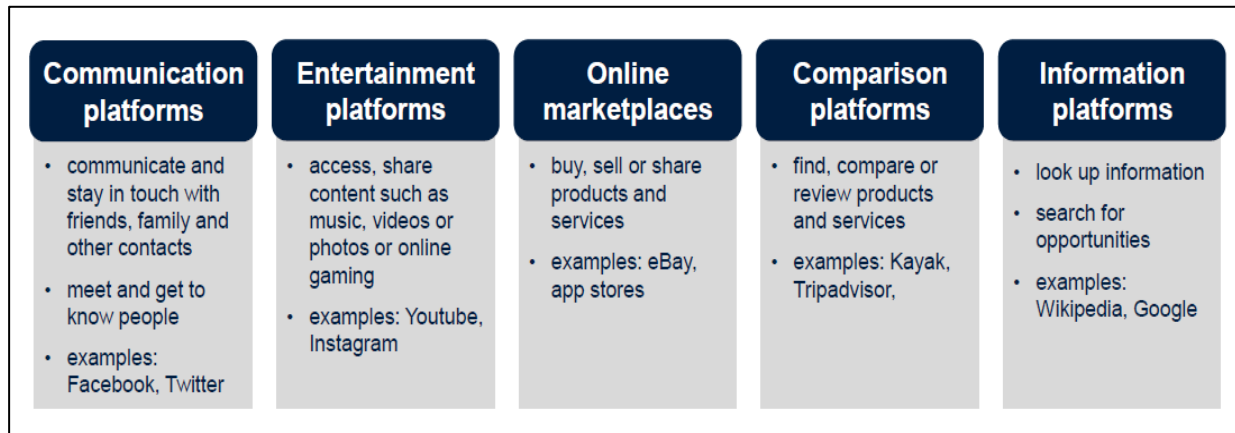 Communication
platforms
• communicate and
stay in touch with
friends, family and
other contacts
• meet and get to
know people
• examples:
Facebook, Twitter
Entertainment
platforms
• access, share
content such as
music, videos or
photos or online
gaming
• examples: Youtube,
Instagram
Online
marketplaces
• buy, sell or share
products and
services
• examples: eBay,
app stores
Comparison
platforms
• find, compare or
review products
and services
• examples: Kayak,
Tripadvisor,
Information
platforms
• look up information
• search for
opportunities
• examples:
Wikipedia, Google